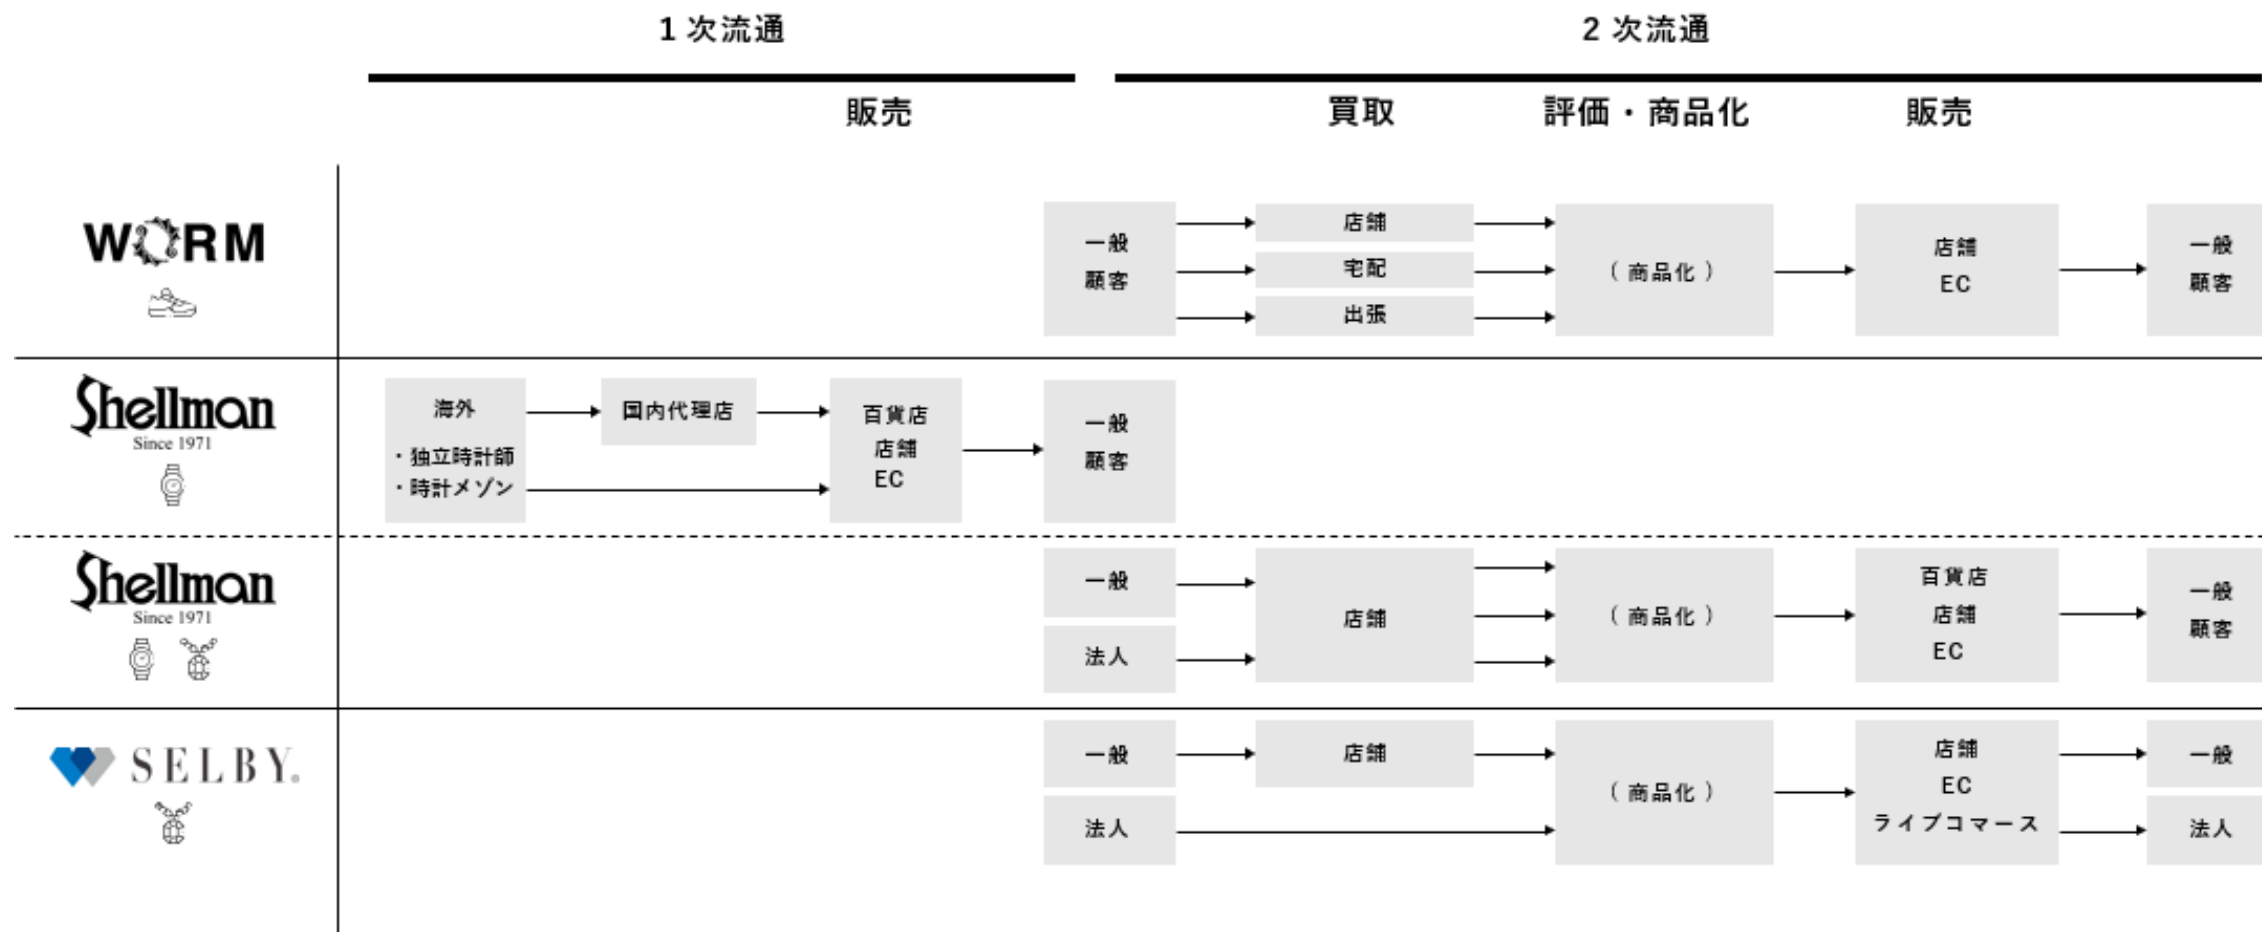 1次流通
2次流通
販売
買取
評価・商品化
販売
WORM
一般
顧客
店舗
宅配
出張
(商品化)
店舗
EC
一般
顧客
Shellman
Since 1971
海外
・独立時計師
・時計メゾン
国内代理店
百貨店
店舗
EC
一般
顧客
Shellman
Since 1971
一般
法人
店舗
(商品化)
百貨店
店舗
EC
一般
顧客
SELBY®
一般
法人
店舗
(商品化)
店舗
EC
ライブコマース
一般
法人